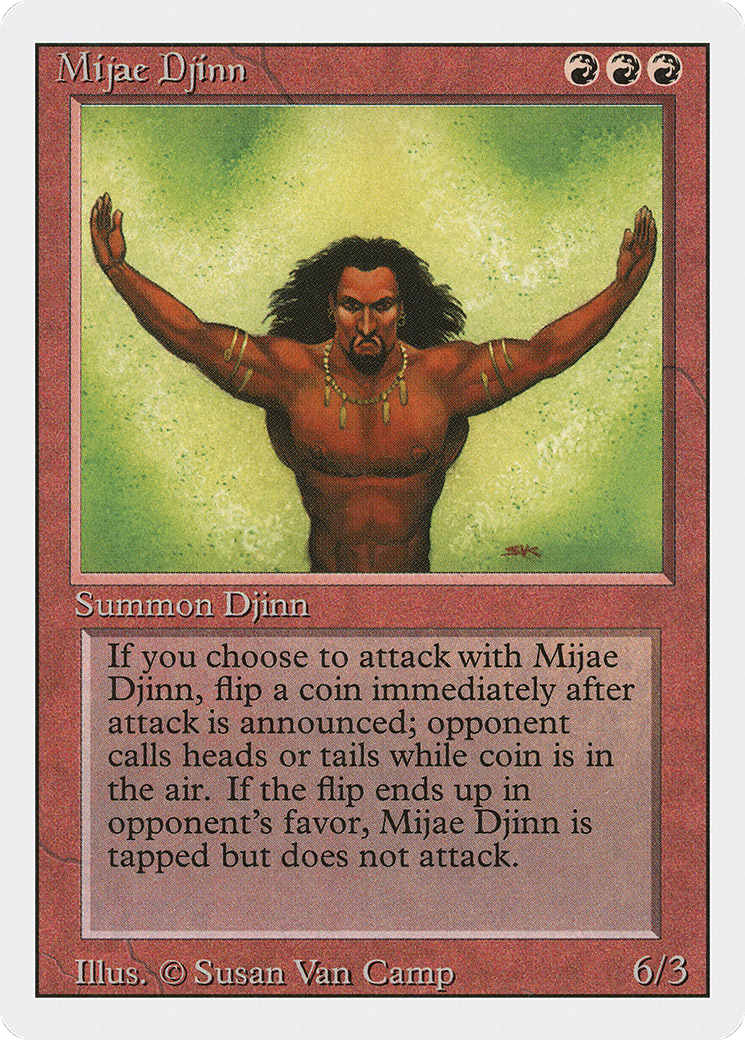 Mijae Djinn
SVC
Summon Djinn
If you choose to attack with Mijae
Djinn, flip a coin immediately after
attack is announced; opponent
calls heads or tails while coin is in
the air. If the flip ends up in
opponent's favor, Mijae Djinn is
tapped but does not attack.
Illus. © Susan Van Camp
6/3